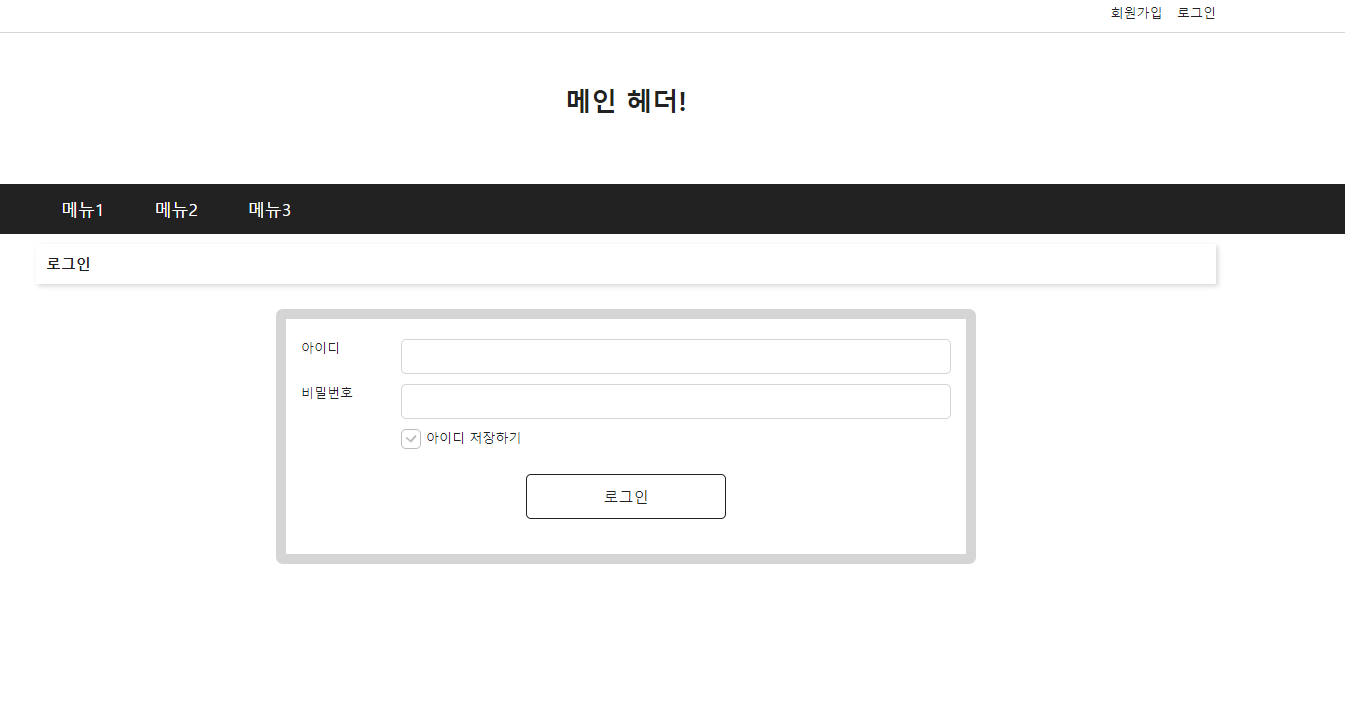 회원가입 로그인
메인 헤더!
메뉴1 메뉴2 메뉴3
로그인
아이디
비밀번호
아이디 저장하기
로그인